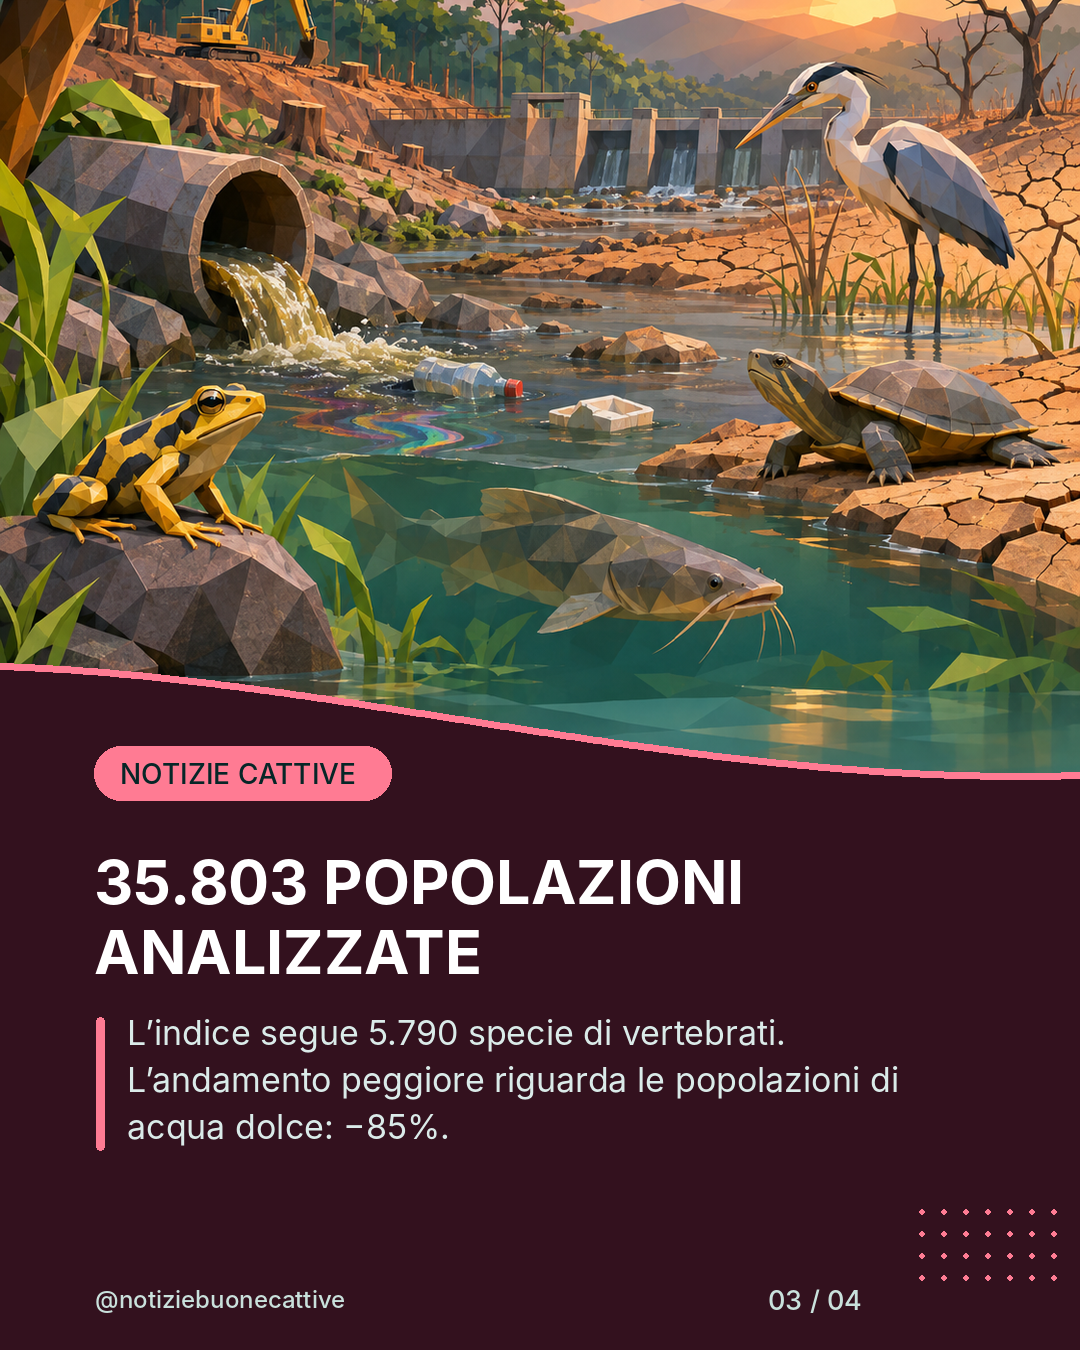 NOTIZIE CATTIVE
35.803 POPOLAZIONI
ANALIZZATE
L’indice segue 5.790 specie di vertebrati.
L’andamento peggiore riguarda le popolazioni di
acqua dolce: −85%.
@notiziebuonecattive
03 / 04